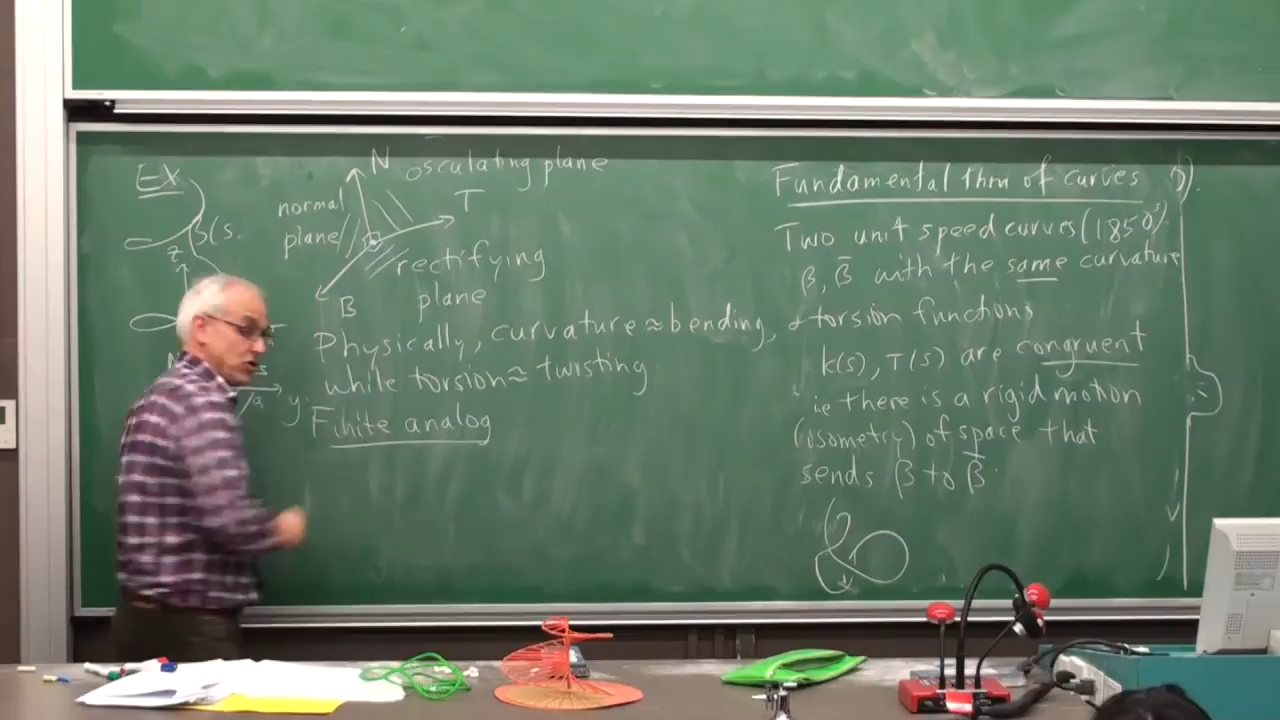 EX
β(s.
z
y
/a
N
T
B
osculating plane
normal
plane
rectifying
plane
Physically, curvature ≈ bending,
while torsion ≈ twisting
Finite analog
Fundamental thm of curves
Two unit speed curves (1850's)
β, β̄ with the same curvature
& torsion functions
k(s), τ(s) are congruent
ie there is a rigid motion
(isometry) of space that
sends β to β̄.